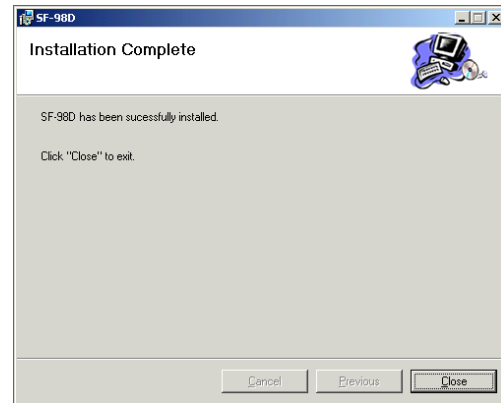 SF-98D
Installation Complete
SF-98D has been sucessfully installed.
Click "Close" to exit.
Cancel
Previous
Close